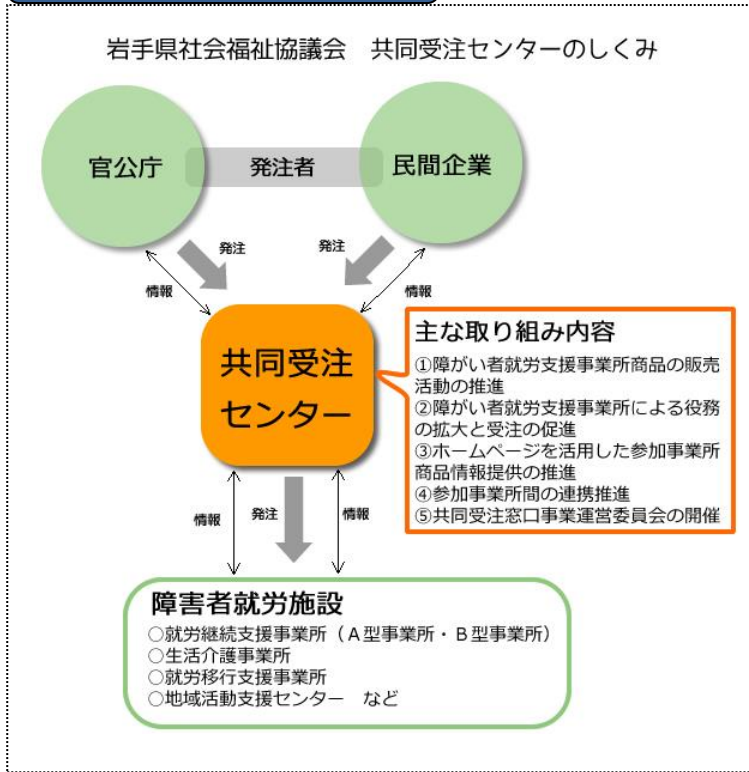 岩手県社会福祉協議会　共同受注センターのしくみ
官公庁
発注者
民間企業
発注
発注
情報
情報
共同受注
センター
主な取り組み内容
①障がい者就労支援事業所商品の販売
活動の推進
②障がい者就労支援事業所による役務
の拡大と受注の促進
③ホームページを活用した参加事業所
商品情報提供の推進
④参加事業所間の連携推進
⑤共同受注窓口事業運営委員会の開催
情報
発注
情報
障害者就労施設
○就労継続支援事業所（Ａ型事業所・Ｂ型事業所）
○生活介護事業所
○就労移行支援事業所
○地域活動支援センター　など